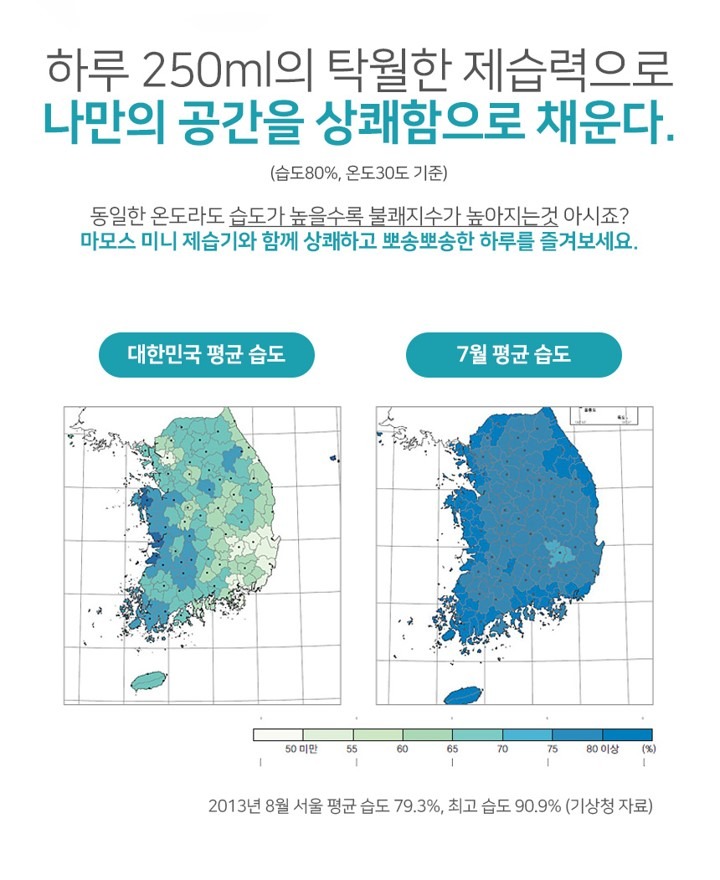 하루 250ml의 탁월한 제습력으로
나만의 공간을 상쾌함으로 채운다.
(습도80%, 온도30도 기준)
동일한 온도라도 습도가 높을수록 불쾌지수가 높아지는것 아시죠?
마모스 미니 제습기와 함께 상쾌하고 뽀송뽀송한 하루를 즐겨보세요.
대한민국 평균 습도
7월 평균 습도
울릉도
독도
50 미만 55 60 65 70 75 80 이상 (%)
2013년 8월 서울 평균 습도 79.3%, 최고 습도 90.9% (기상청 자료)